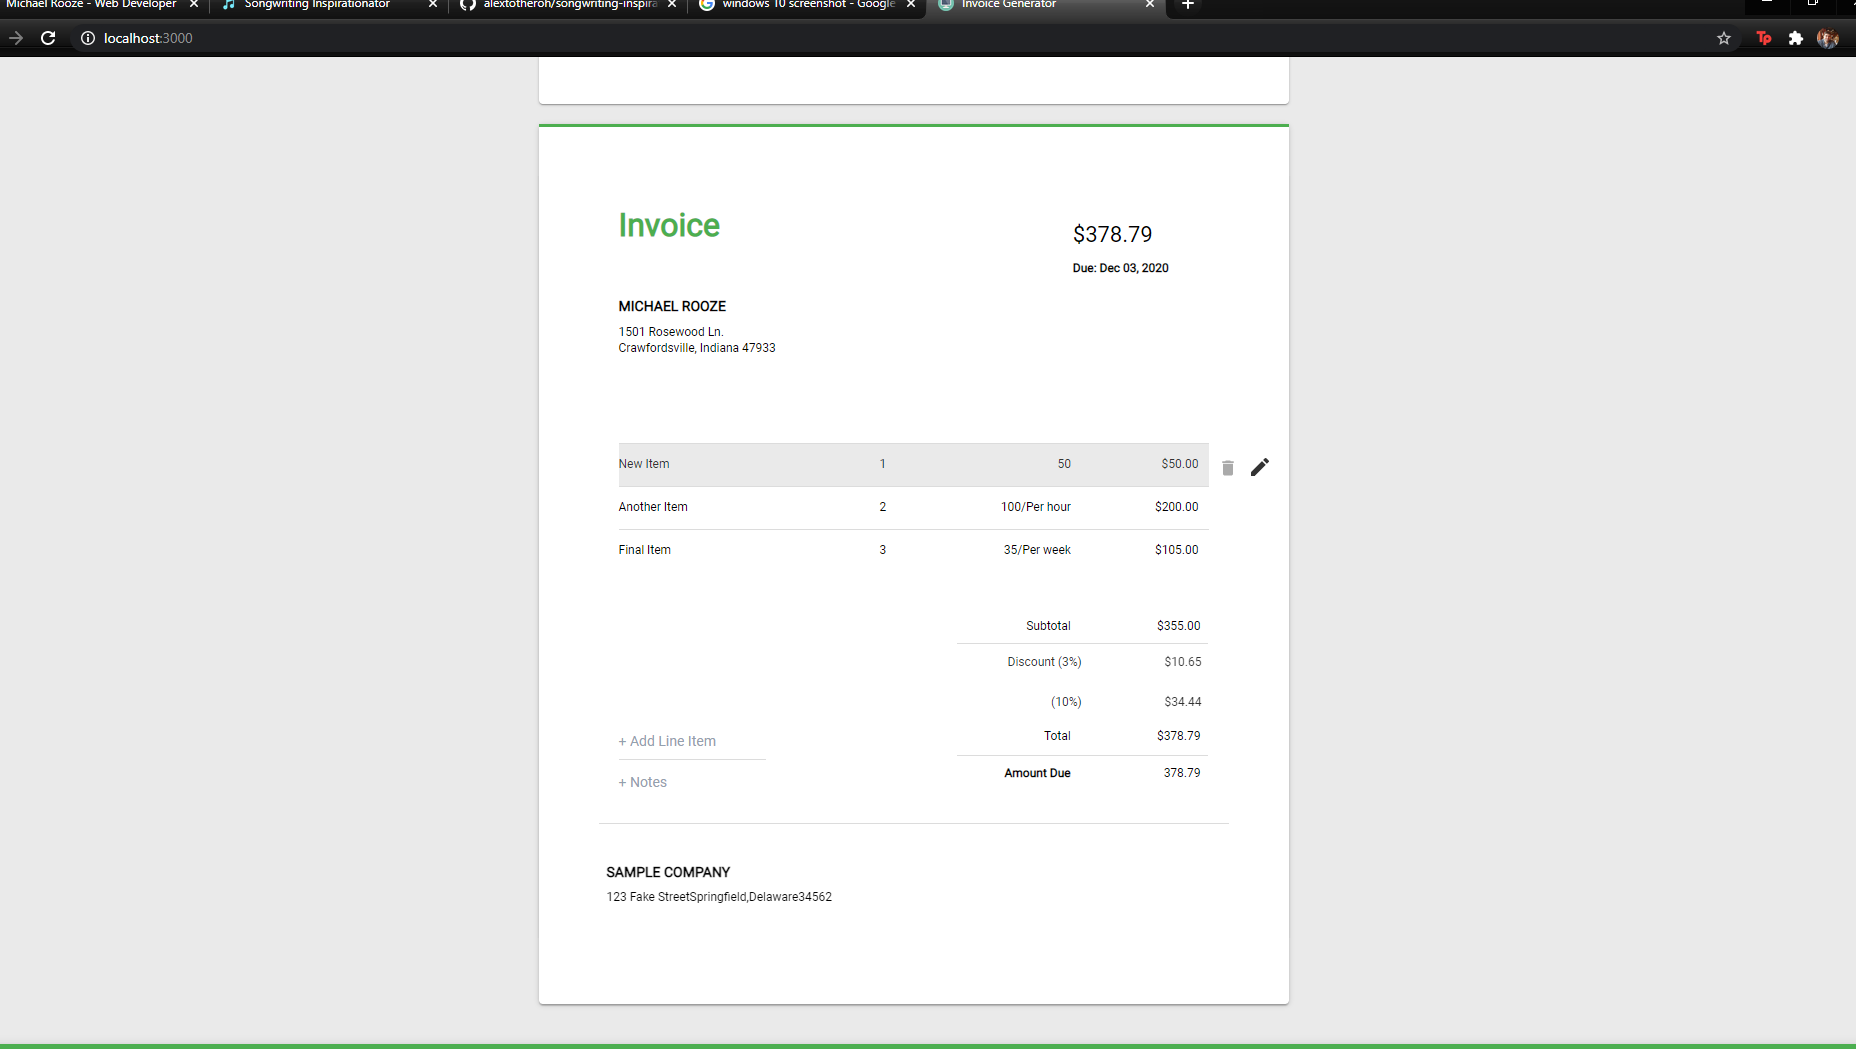 Michael Rooze - Web Developer
Songwriting Inspirationator
alextotheroh/songwriting-inspira
windows 10 screenshot - Google
Invoice Generator
localhost:3000
Tp
Invoice
$378.79
Due: Dec 03, 2020
MICHAEL ROOZE
1501 Rosewood Ln.
Crawfordsville, Indiana 47933
New Item 1 50 $50.00
Another Item 2 100/Per hour $200.00
Final Item 3 35/Per week $105.00
Subtotal $355.00
Discount (3%) $10.65
(10%) $34.44
Total $378.79
+ Add Line Item
Amount Due 378.79
+ Notes
SAMPLE COMPANY
123 Fake StreetSpringfield,Delaware34562